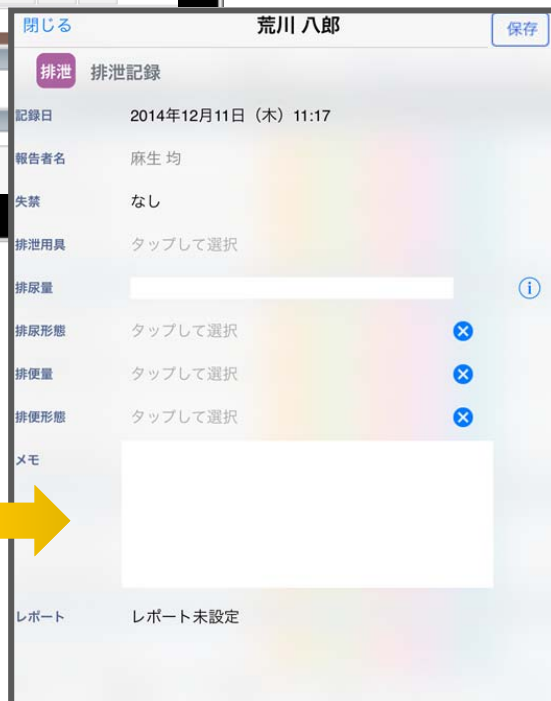 閉じる 荒川 八郎 保存
排泄 排泄記録
記録日 2014年12月11日（木）11:17
報告者名 麻生 均
失禁 なし
排泄用具 タップして選択
排尿量
排尿形態 タップして選択
排便量 タップして選択
排便形態 タップして選択
メモ
レポート レポート未設定